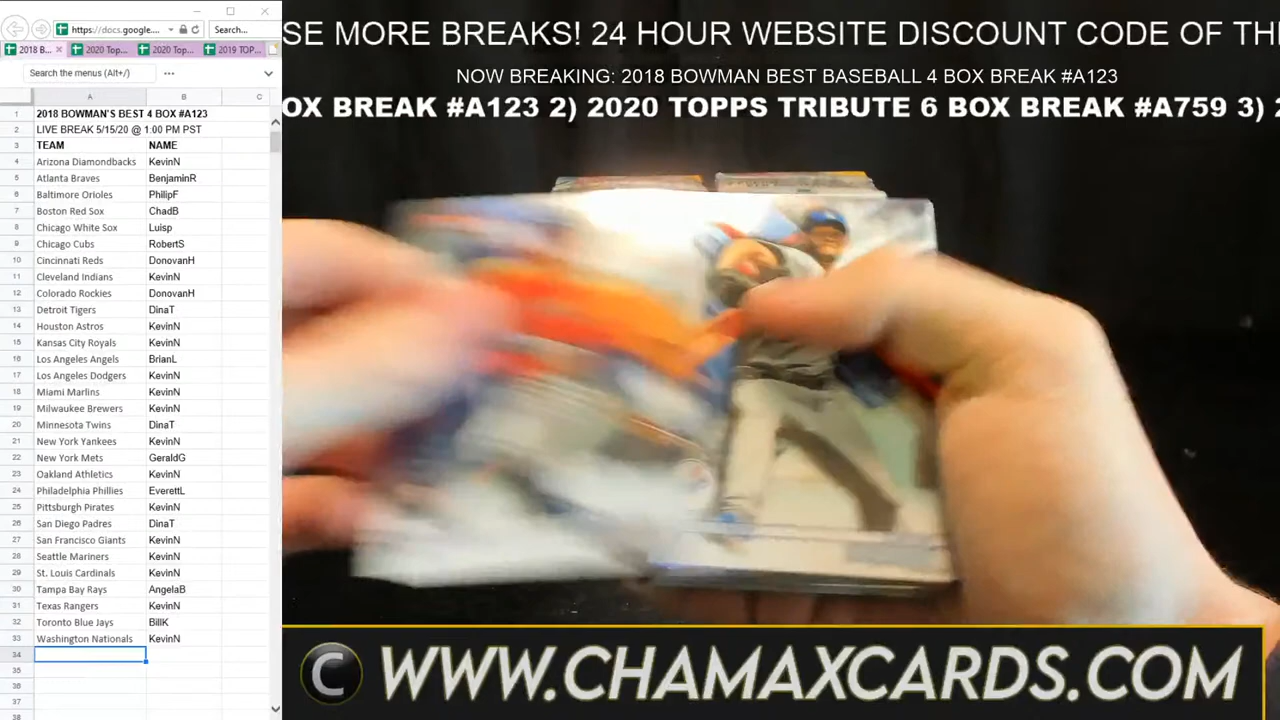 https://docs.google....
Search...
2018 B...
2020 Topp...
2020 Top...
2019 TOP...
Search the menus (Alt+/)
A B C
1 2018 BOWMAN'S BEST 4 BOX #A123
2 LIVE BREAK 5/15/20 @ 1:00 PM PST
3 TEAM NAME
4 Arizona Diamondbacks KevinN
5 Atlanta Braves BenjaminR
6 Baltimore Orioles PhilipF
7 Boston Red Sox ChadB
8 Chicago White Sox Luisp
9 Chicago Cubs RobertS
10 Cincinnati Reds DonovanH
11 Cleveland Indians KevinN
12 Colorado Rockies DonovanH
13 Detroit Tigers DinaT
14 Houston Astros KevinN
15 Kansas City Royals KevinN
16 Los Angeles Angels BrianL
17 Los Angeles Dodgers KevinN
18 Miami Marlins KevinN
19 Milwaukee Brewers KevinN
20 Minnesota Twins DinaT
21 New York Yankees KevinN
22 New York Mets GeraldG
23 Oakland Athletics KevinN
24 Philadelphia Phillies EverettL
25 Pittsburgh Pirates KevinN
26 San Diego Padres DinaT
27 San Francisco Giants KevinN
28 Seattle Mariners KevinN
29 St. Louis Cardinals KevinN
30 Tampa Bay Rays AngelaB
31 Texas Rangers KevinN
32 Toronto Blue Jays BillK
33 Washington Nationals KevinN
34
35
36
37
38
SE MORE BREAKS! 24 HOUR WEBSITE DISCOUNT CODE OF TH
NOW BREAKING: 2018 BOWMAN BEST BASEBALL 4 BOX BREAK #A123
OX BREAK #A123 2) 2020 TOPPS TRIBUTE 6 BOX BREAK #A759 3)
C WWW.CHAMAXCARDS.COM